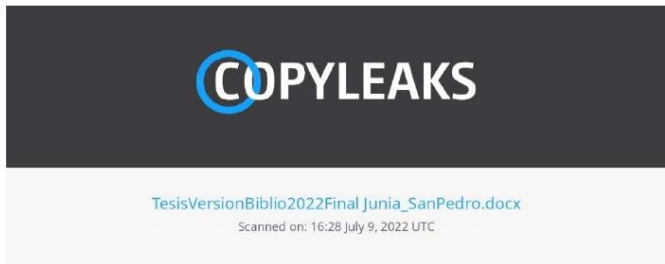 COPYLEAKS
TesisVersionBiblio2022Final Junia_SanPedro.docx
Scanned on: 16:28 July 9, 2022 UTC